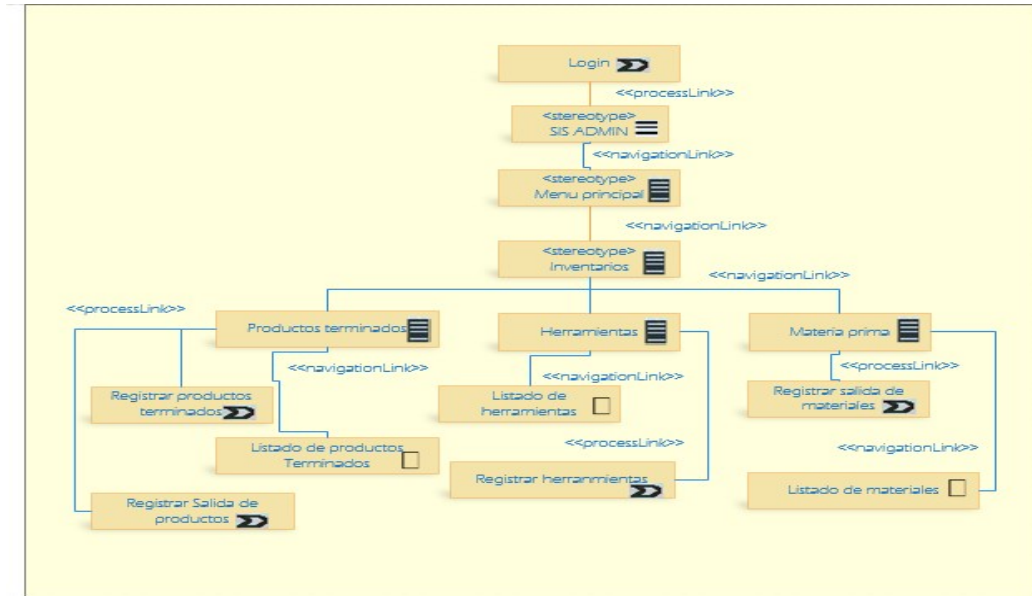 Login
<<processLink>>
<stereotype>
SIS ADMIN
<<navigationLink>>
<stereotype>
Menu principal
<<navigationLink>>
<stereotype>
Inventarios
<<navigationLink>>
<<processLink>>
Productos terminados
Herramientas
Materia prima
<<navigationLink>>
<<navigationLink>>
<<processLink>>
Registrar productos
terminados
Listado de
herramientas
Registrar salida de
materiales
Listado de productos
Terminados
<<processLink>>
<<navigationLink>>
Registrar herranmientas
Listado de materiales
Registrar Salida de
productos